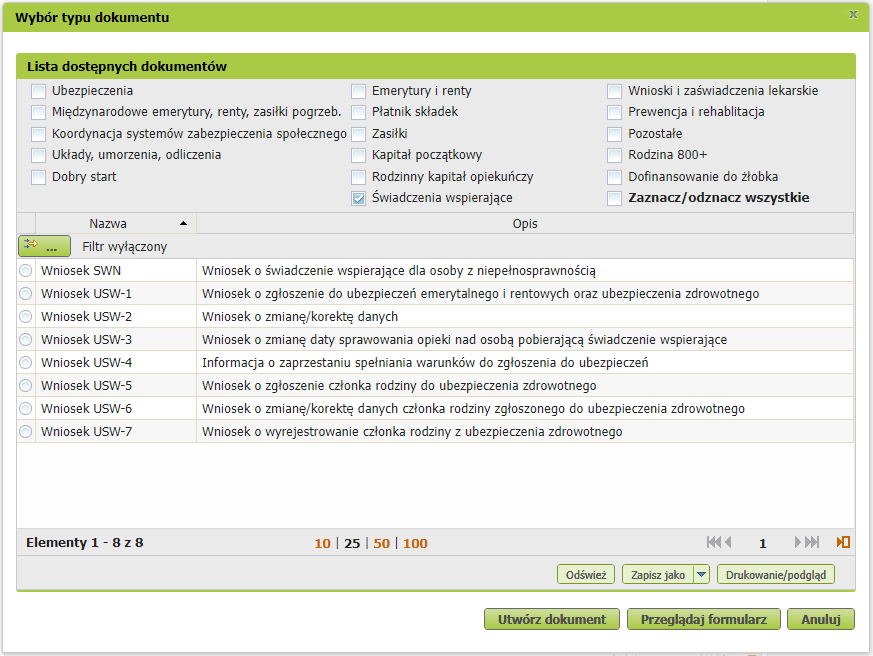 Wybór typu dokumentu
x
Lista dostępnych dokumentów
Ubezpieczenia Emerytury i renty Wnioski i zaświadczenia lekarskie
Międzynarodowe emerytury, renty, zasiłki pogrzeb. Płatnik składek Prewencja i rehablitacja
Koordynacja systemów zabezpieczenia społecznego Zasiłki Pozostałe
Układy, umorzenia, odliczenia Kapitał początkowy Rodzina 800+
Dobry start Rodzinny kapitał opiekuńczy Dofinansowanie do żłobka
Świadczenia wspierające Zaznacz/odznacz wszystkie
Nazwa Opis
... Filtr wyłączony
Wniosek SWN Wniosek o świadczenie wspierające dla osoby z niepełnosprawnością
Wniosek USW-1 Wniosek o zgłoszenie do ubezpieczeń emerytalnego i rentowych oraz ubezpieczenia zdrowotnego
Wniosek USW-2 Wniosek o zmianę/korektę danych
Wniosek USW-3 Wniosek o zmianę daty sprawowania opieki nad osobą pobierającą świadczenie wspierające
Wniosek USW-4 Informacja o zaprzestaniu spełniania warunków do zgłoszenia do ubezpieczeń
Wniosek USW-5 Wniosek o zgłoszenie członka rodziny do ubezpieczenia zdrowotnego
Wniosek USW-6 Wniosek o zmianę/korektę danych członka rodziny zgłoszonego do ubezpieczenia zdrowotnego
Wniosek USW-7 Wniosek o wyrejestrowanie członka rodziny z ubezpieczenia zdrowotnego
Elementy 1 - 8 z 8 10 | 25 | 50 | 100 1
Odśwież Zapisz jako Drukowanie/podgląd
Utwórz dokument Przeglądaj formularz Anuluj